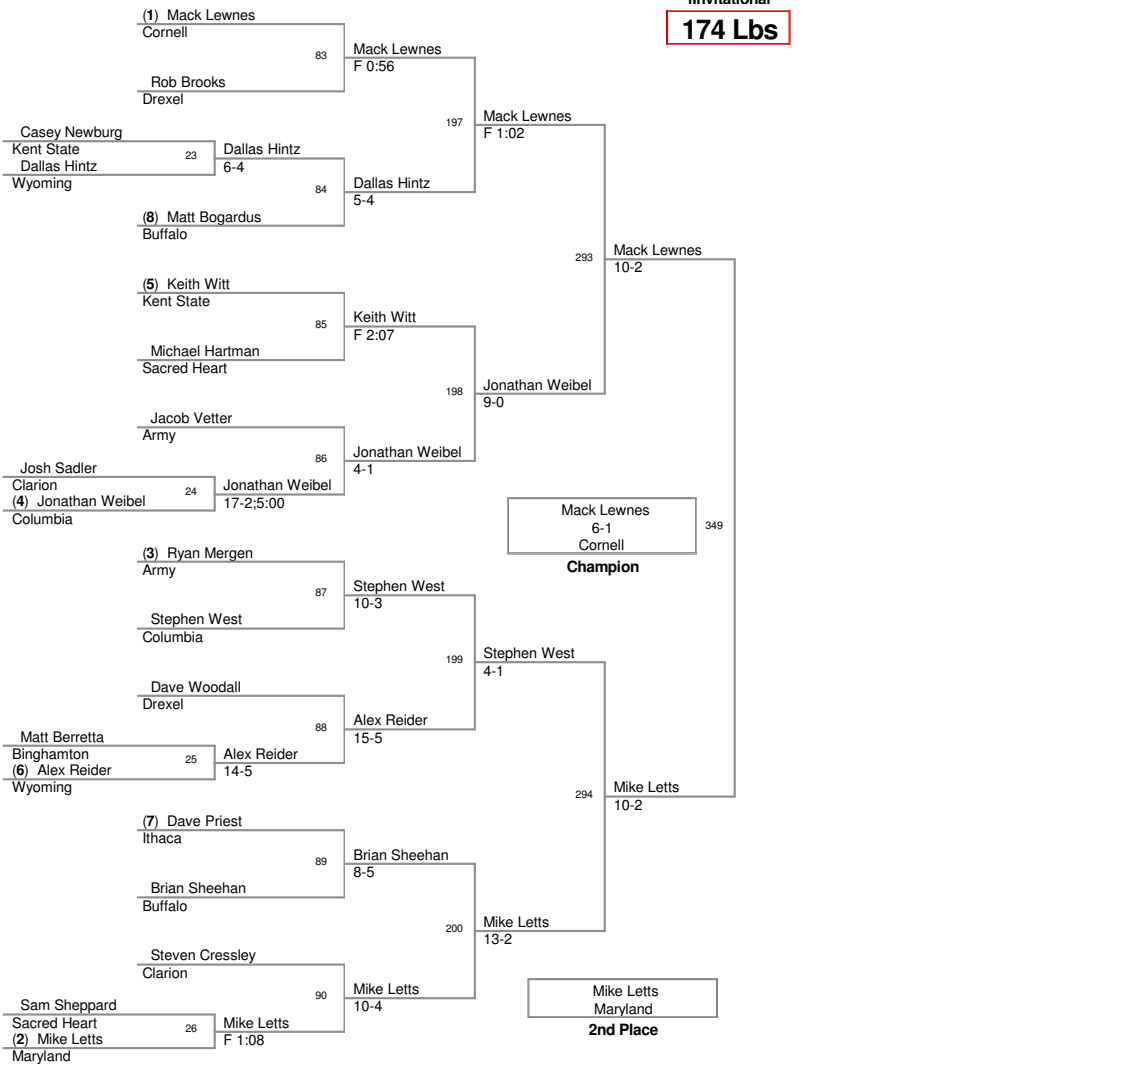 Iinvitational
174 Lbs
(1) Mack Lewnes
Cornell
83
Mack Lewnes
F 0:56
Rob Brooks
Drexel
197
Mack Lewnes
F 1:02
Casey Newburg
Kent State
23
Dallas Hintz
6-4
Dallas Hintz
Wyoming
84
Dallas Hintz
5-4
(8) Matt Bogardus
Buffalo
293
Mack Lewnes
10-2
(5) Keith Witt
Kent State
85
Keith Witt
F 2:07
Michael Hartman
Sacred Heart
198
Jonathan Weibel
9-0
Jacob Vetter
Army
86
Jonathan Weibel
4-1
Josh Sadler
Clarion
24
Jonathan Weibel
17-2;5:00
(4) Jonathan Weibel
Columbia
Mack Lewnes
6-1
Cornell
349
Champion
(3) Ryan Mergen
Army
87
Stephen West
10-3
Stephen West
Columbia
199
Stephen West
4-1
Dave Woodall
Drexel
88
Alex Reider
15-5
Matt Berretta
Binghamton
25
Alex Reider
14-5
(6) Alex Reider
Wyoming
294
Mike Letts
10-2
(7) Dave Priest
Ithaca
89
Brian Sheehan
8-5
Brian Sheehan
Buffalo
200
Mike Letts
13-2
Steven Cressley
Clarion
90
Mike Letts
10-4
Sam Sheppard
Sacred Heart
26
Mike Letts
F 1:08
(2) Mike Letts
Maryland
Mike Letts
Maryland
2nd Place